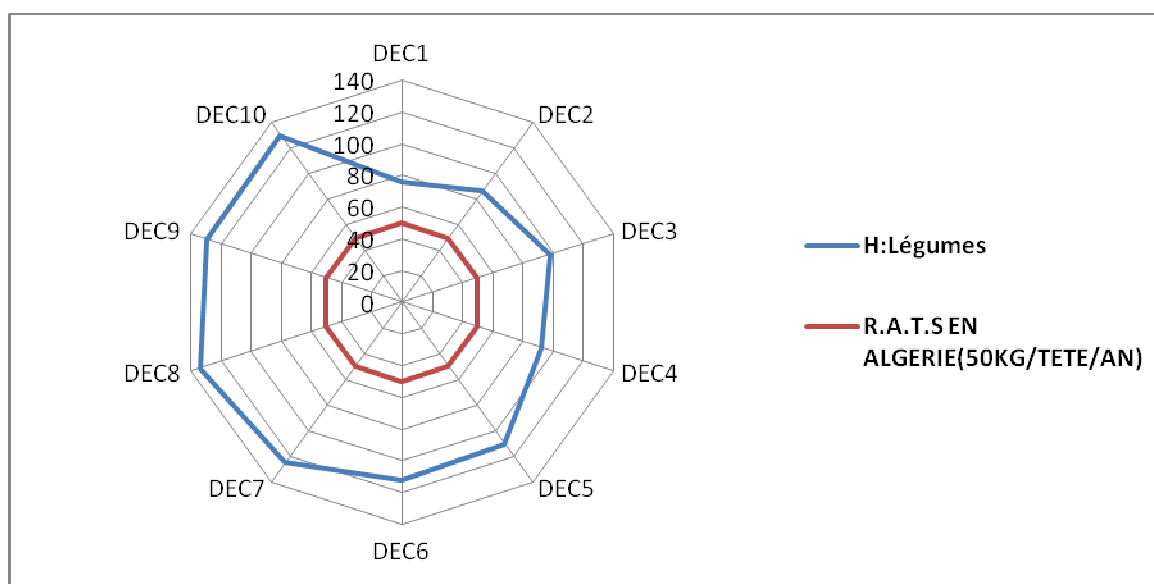 DEC1
140
120
100
80
60
40
20
0
DEC2
DEC3
DEC4
DEC5
DEC6
DEC7
DEC8
DEC9
DEC10
H:Légumes
R.A.T.S EN
ALGERIE(50KG/TETE/AN)